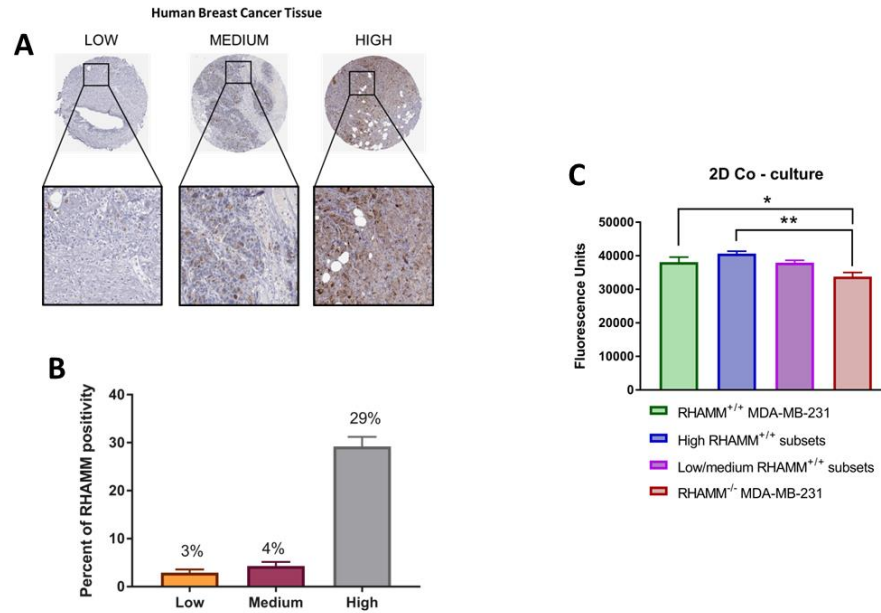 Human Breast Cancer Tissue
A
LOW MEDIUM HIGH
B
Percent of RHAMM positivity
40
30
20
10
0
3%
4%
29%
Low Medium High
C
2D Co - culture
*
**
Fluorescence Units
50000
40000
30000
20000
10000
0
RHAMM+/+ MDA-MB-231
High RHAMM+/+ subsets
Low/medium RHAMM+/+ subsets
RHAMM-/- MDA-MB-231